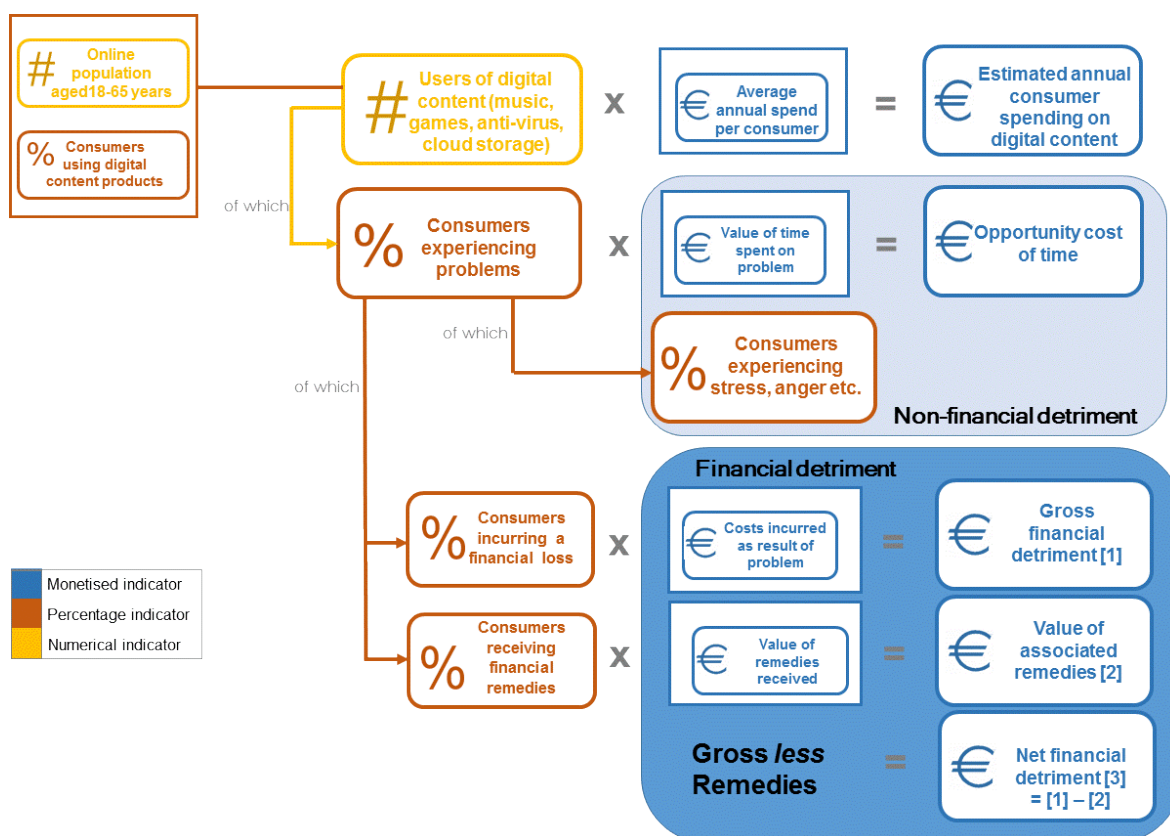 # Online
population
aged18-65 years
% Consumers
using digital
content products
# Users of digital
content (music,
games, anti-virus,
cloud storage)
x
€ Average
annual spend
per consumer
=
€ Estimated annual
consumer
spending on
digital content
of which
% Consumers
experiencing
problems
x
€ Value of time
spent on
problem
=
€ Opportunity cost
of time
of which
% Consumers
experiencing
stress, anger etc.
Non-financial detriment
of which
Financial detriment
% Consumers
incurring a
financial loss
x
€ Costs incurred
as result of
problem
=
€ Gross
financial
detriment [1]
% Consumers
receiving
financial
remedies
x
€ Value of
remedies
received
=
€ Value of
associated
remedies [2]
Gross less
Remedies
=
€ Net financial
detriment [3]
= [1] – [2]
Monetised indicator
Percentage indicator
Numerical indicator